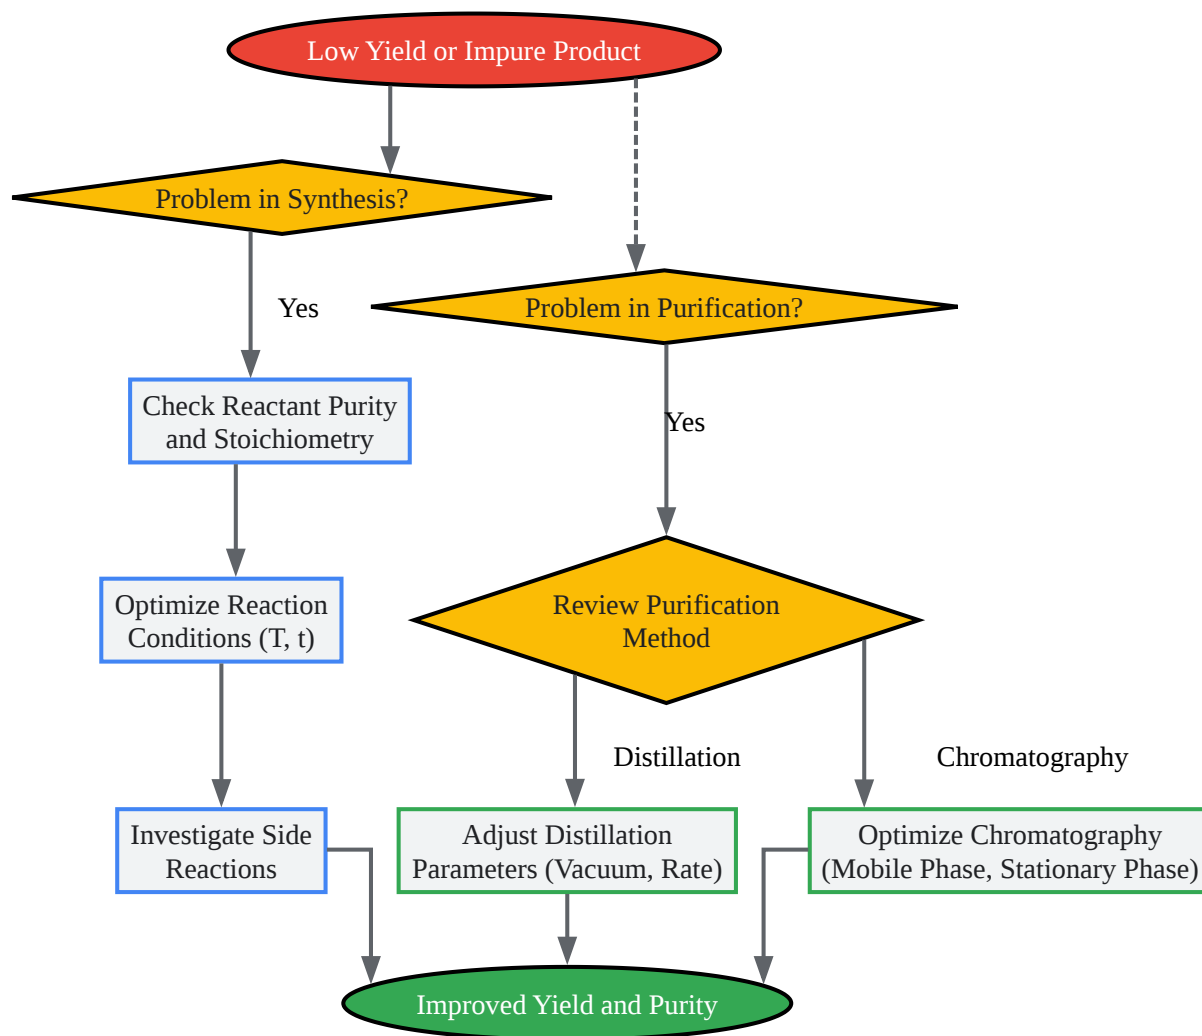 Low Yield or Impure Product
Problem in Synthesis?
Yes
Problem in Purification?
Check Reactant Purity
and Stoichiometry
Yes
Optimize Reaction
Conditions (T, t)
Review Purification
Method
Distillation
Chromatography
Investigate Side
Reactions
Adjust Distillation
Parameters (Vacuum, Rate)
Optimize Chromatography
(Mobile Phase, Stationary Phase)
Improved Yield and Purity